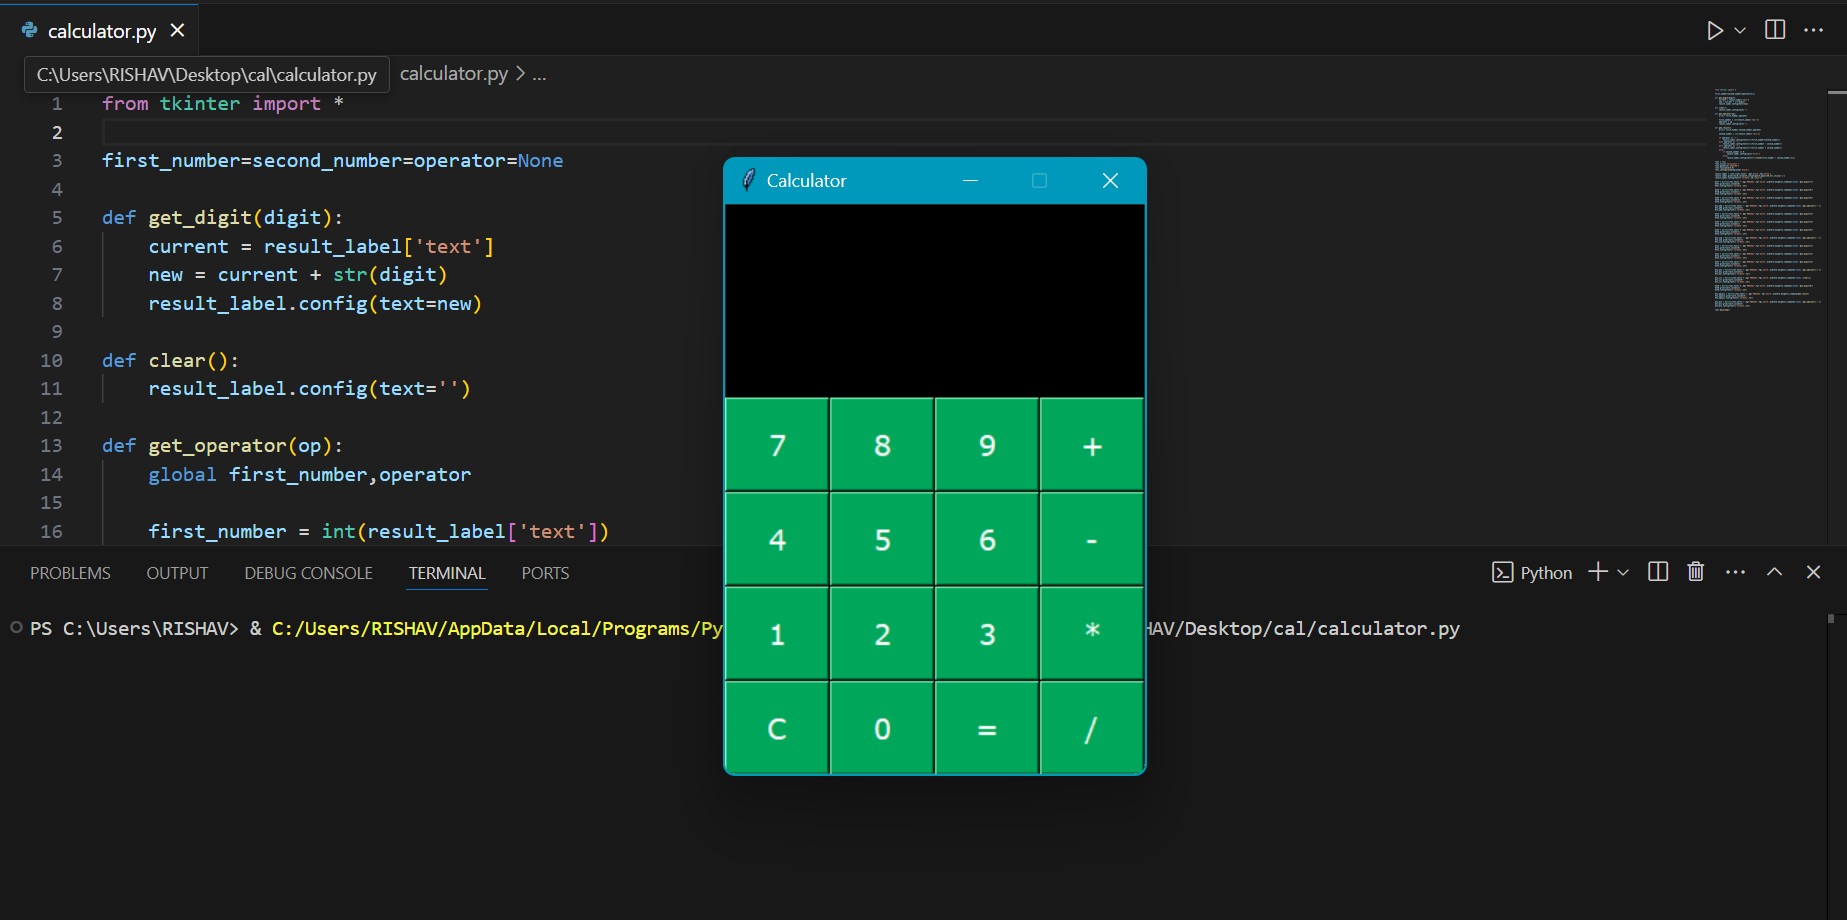 calculator.py
C:\Users\RISHAV\Desktop\cal\calculator.py
calculator.py > ...
1 from tkinter import *
2
3 first_number=second_number=operator=None
4
5 def get_digit(digit):
6 current = result_label['text']
7 new = current + str(digit)
8 result_label.config(text=new)
9
10 def clear():
11 result_label.config(text='')
12
13 def get_operator(op):
14 global first_number,operator
15
16 first_number = int(result_label['text'])
Calculator
7 8 9 +
4 5 6 -
1 2 3 *
C 0 = /
PROBLEMS OUTPUT DEBUG CONSOLE TERMINAL PORTS
Python
PS C:\Users\RISHAV> & C:/Users/RISHAV/AppData/Local/Programs/Py
AV/Desktop/cal/calculator.py